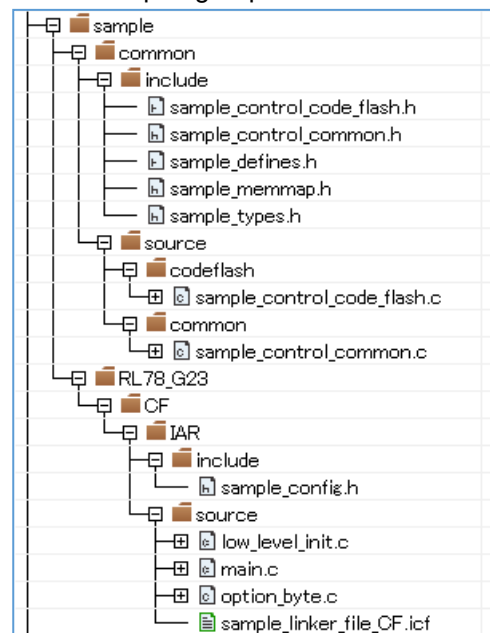 sample
common
include
sample_control_code_flash.h
sample_control_common.h
sample_defines.h
sample_memmap.h
sample_types.h
source
codeflash
sample_control_code_flash.c
common
sample_control_common.c
RL78_G23
CF
IAR
include
sample_config.h
source
low_level_init.c
main.c
option_byte.c
sample_linker_file_CF.icf